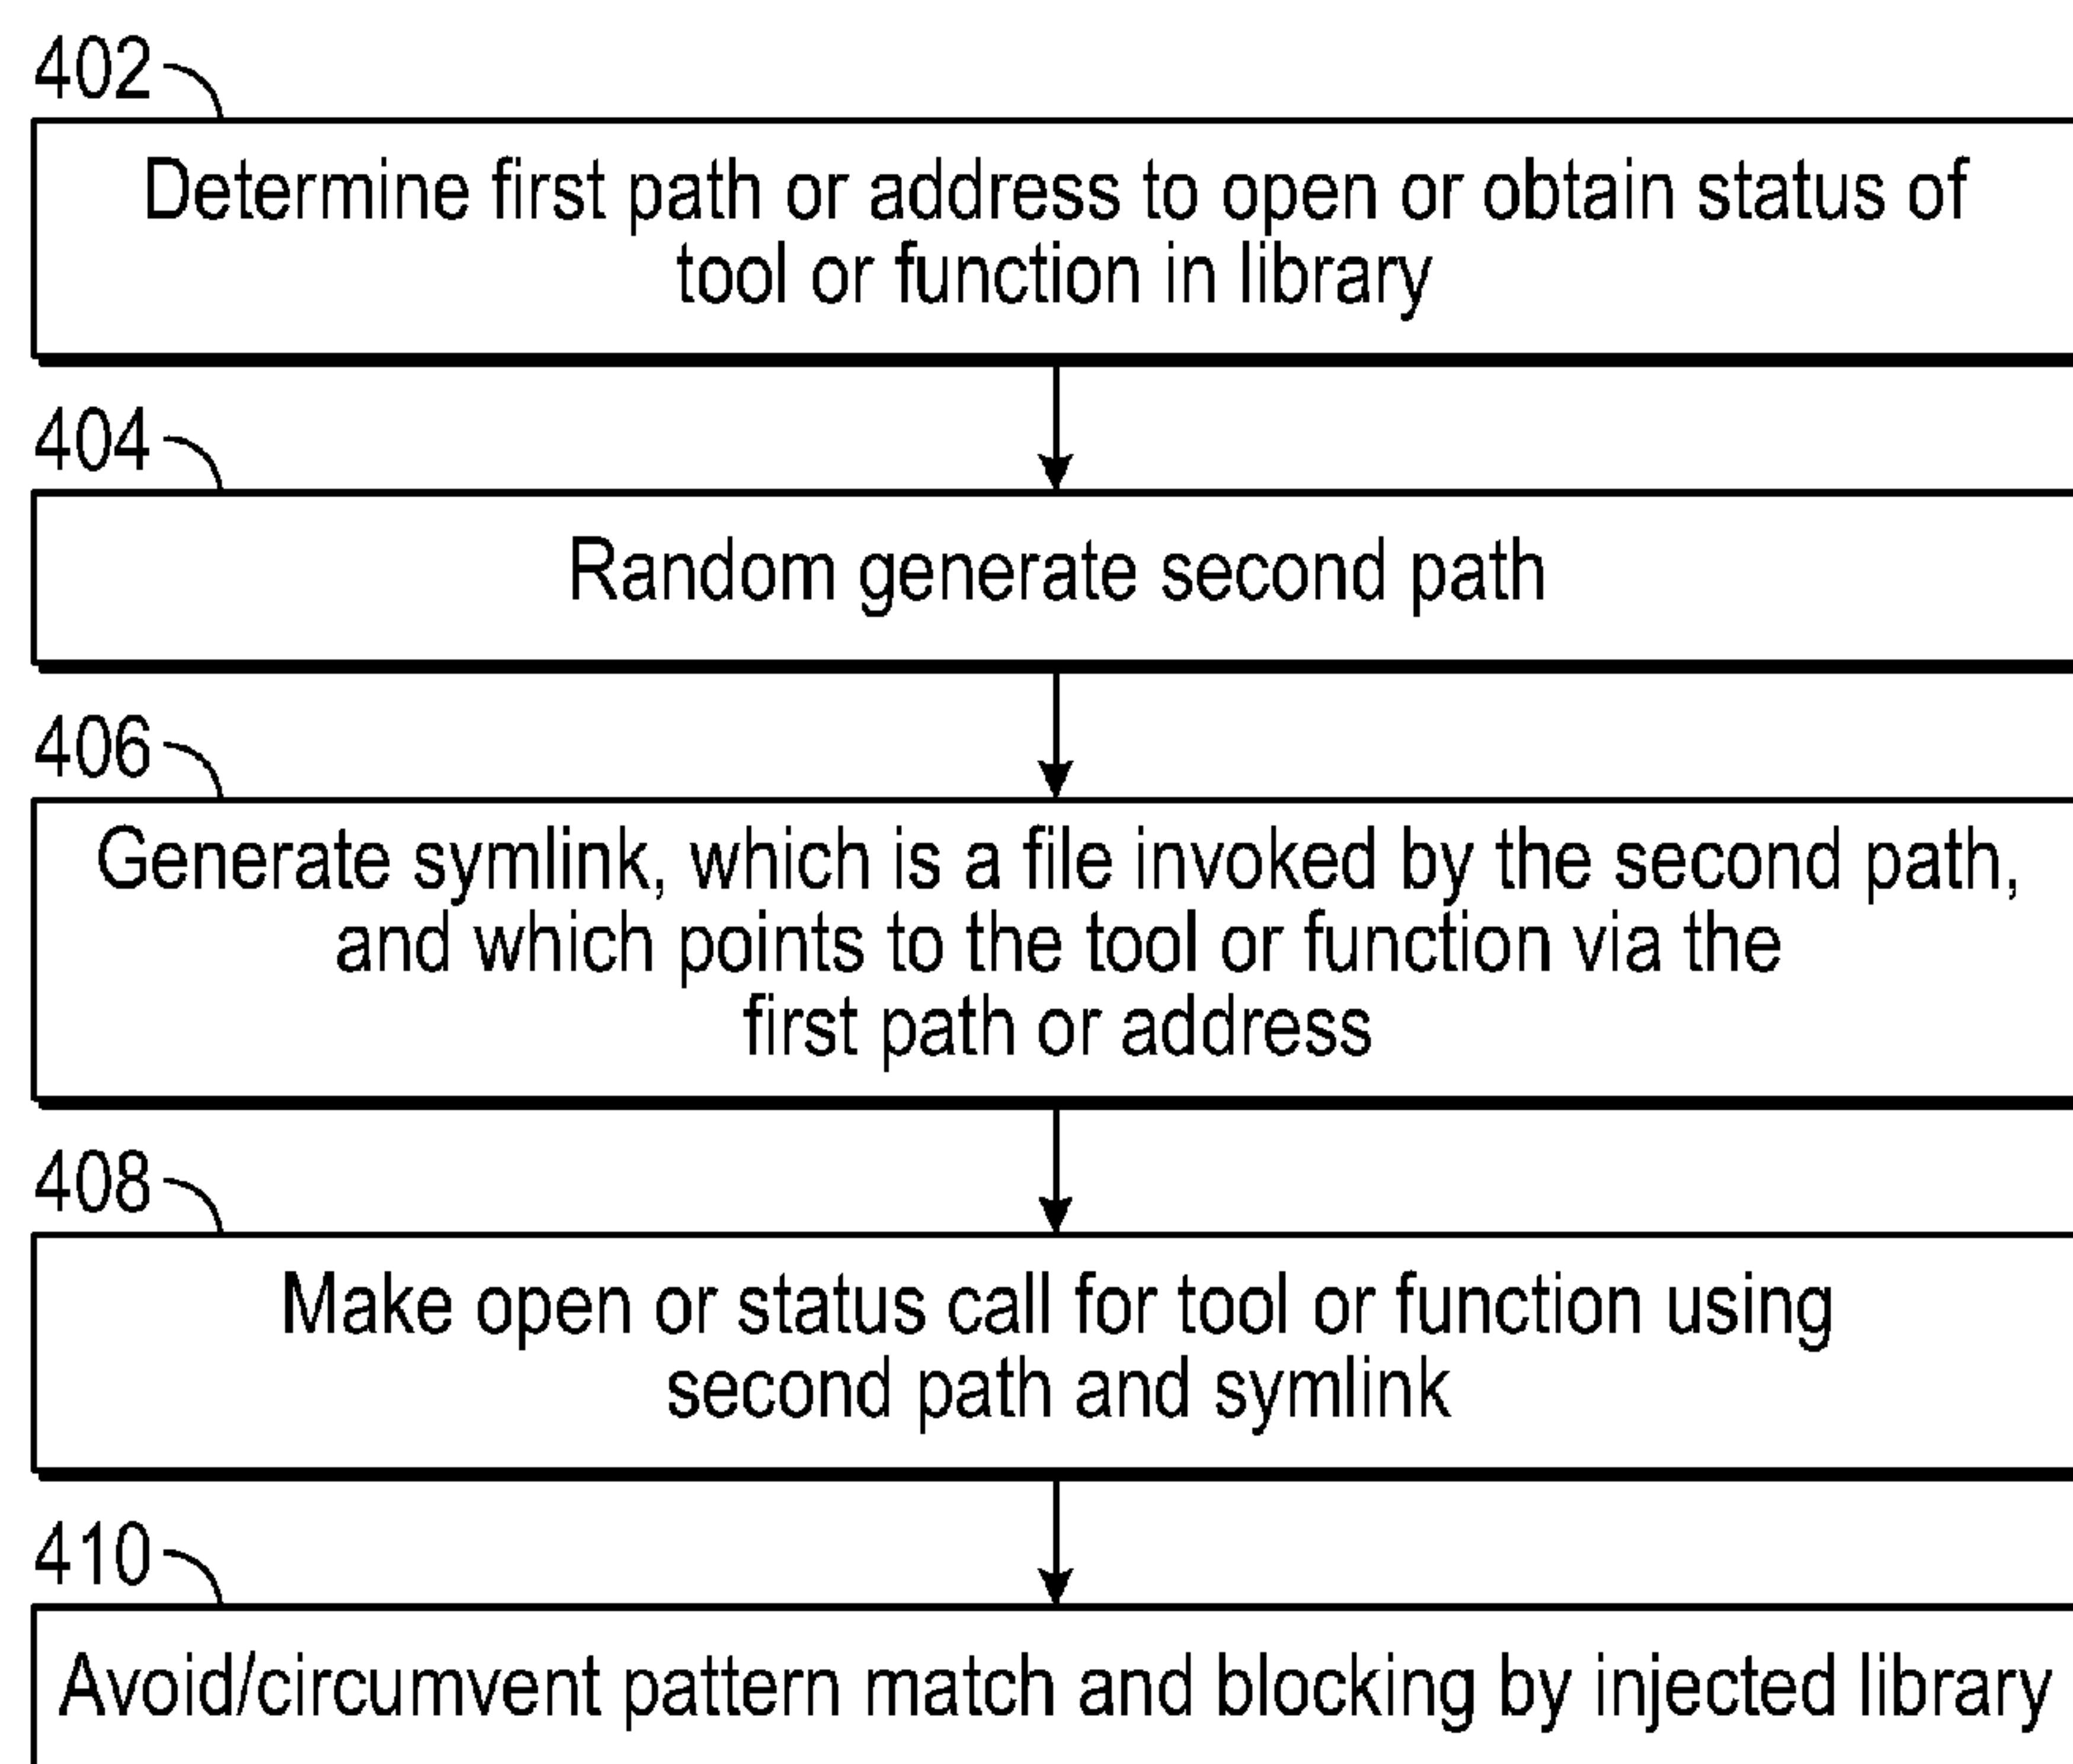 402
Determine first path or address to open or obtain status of
tool or function in library
404
Random generate second path
406
Generate symlink, which is a file invoked by the second path,
and which points to the tool or function via the
first path or address
408
Make open or status call for tool or function using
second path and symlink
410
Avoid/circumvent pattern match and blocking by injected library